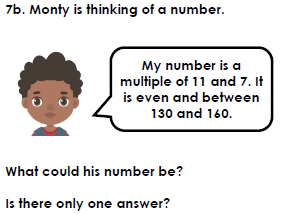 7b. Monty is thinking of a number.
My number is a
multiple of 11 and 7. It
is even and between
130 and 160.
What could his number be?
Is there only one answer?